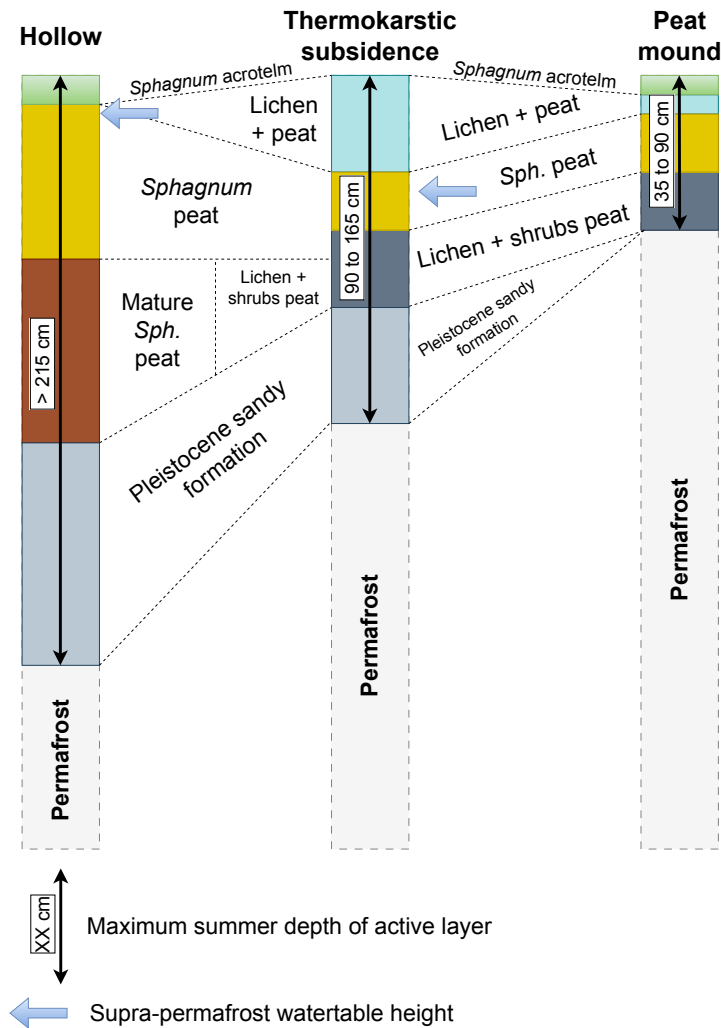 Hollow
Thermokarstic
subsidence
Peat
mound
Sphagnum acrotelm
Sphagnum acrotelm
Lichen
+ peat
Lichen + peat
Sph. peat
Sphagnum
peat
Lichen + shrubs peat
Lichen +
shrubs peat
Mature
Sph.
peat
Pleistocene sandy
formation
Pleistocene sandy
formation
> 215 cm
90 to 165 cm
35 to 90 cm
Permafrost
Permafrost
Permafrost
XX cm
Maximum summer depth of active layer
Supra-permafrost watertable height